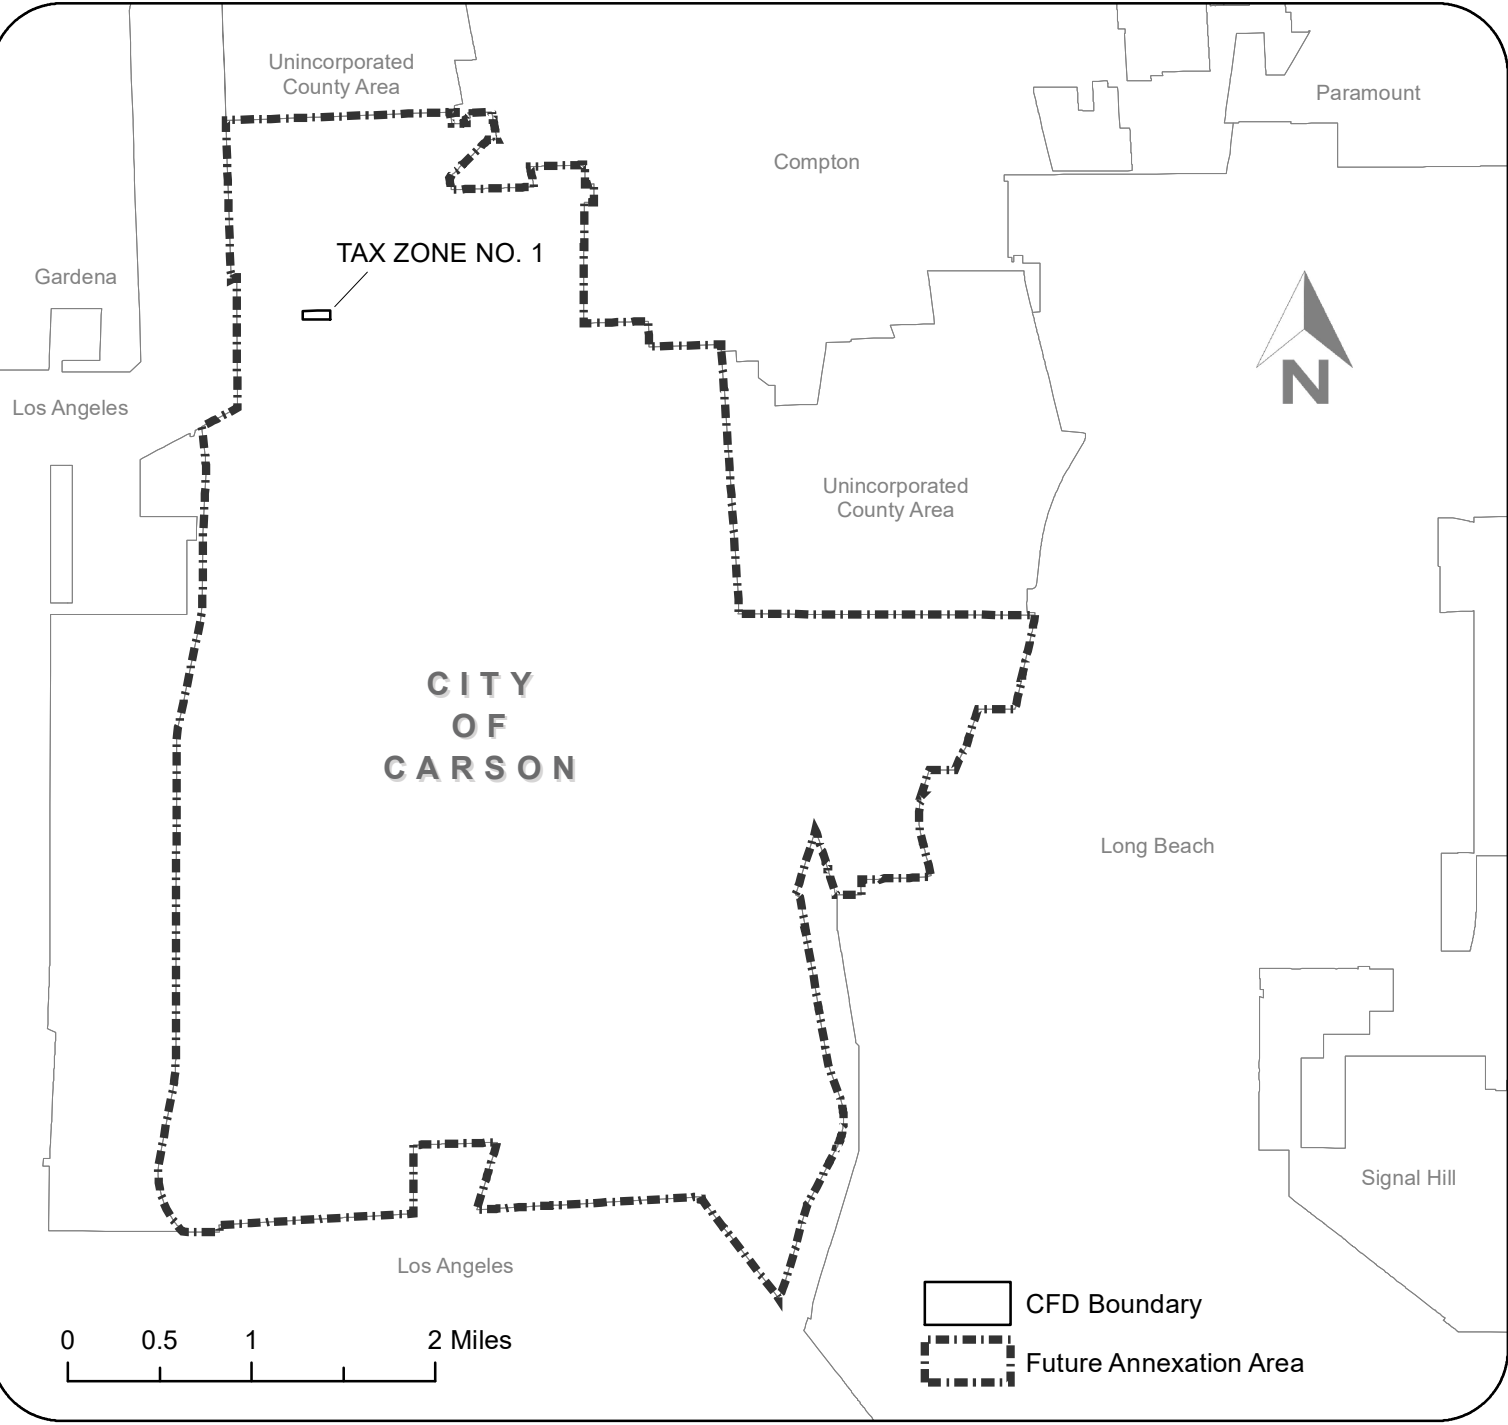 Unincorporated
County Area
Paramount
Compton
TAX ZONE NO. 1
Gardena
N
Los Angeles
Unincorporated
County Area
CITY
OF
CARSON
Long Beach
Signal Hill
Los Angeles
CFD Boundary
0 0.5 1 2 Miles
Future Annexation Area